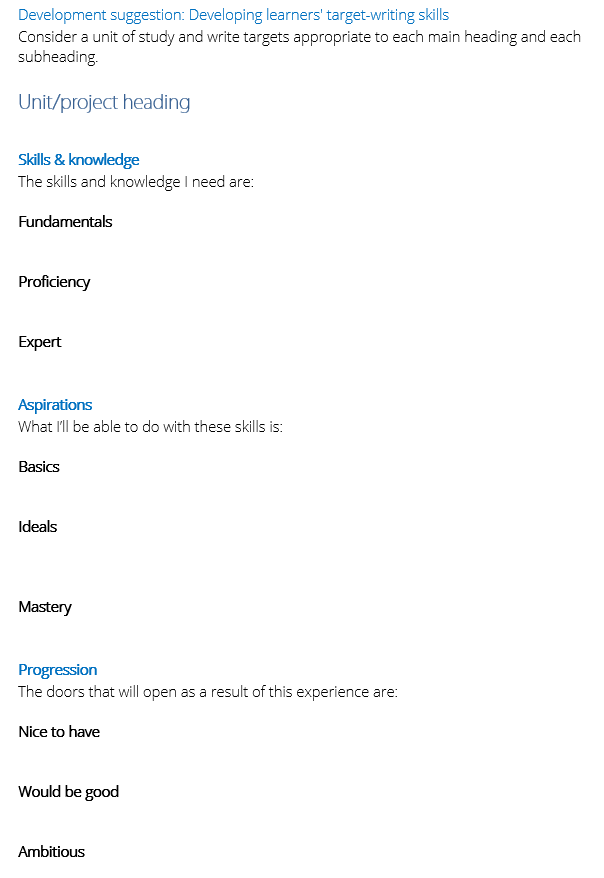 Development suggestion: Developing learners' target-writing skills
Consider a unit of study and write targets appropriate to each main heading and each
subheading.
Unit/project heading
Skills & knowledge
The skills and knowledge I need are:
Fundamentals
Proficiency
Expert
Aspirations
What I’ll be able to do with these skills is:
Basics
Ideals
Mastery
Progression
The doors that will open as a result of this experience are:
Nice to have
Would be good
Ambitious